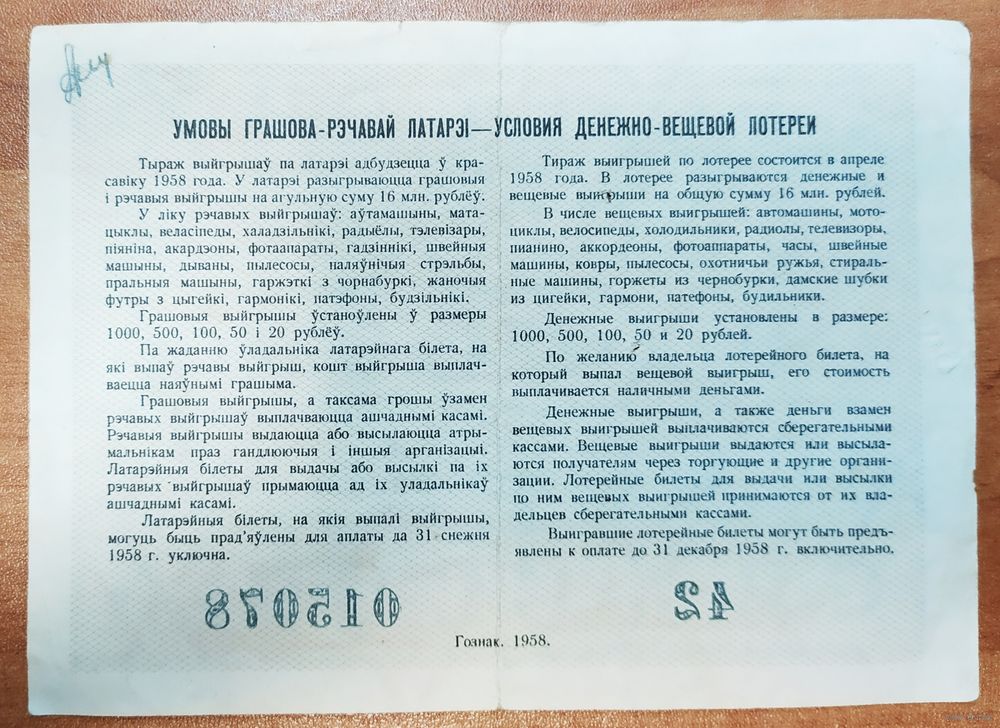 УМОВЫ ГРАШОВА-РЭЧАВАЙ ЛАТАРЭІ—УСЛОВИЯ ДЕНЕЖНО-ВЕЩЕВОЙ ЛОТЕРЕИ
Тыраж выйгрышаў па латарэі адбудзецца ў кра-
савіку 1958 года. У латарэі разыгрываюцца грашовыя
і рэчавыя выйгрышы на агульную суму 16 млн. рублёў.
У ліку рэчавых выйгрышаў: аўтамашыны, мата-
цыклы, веласіпеды, халадзільнікі, радыёлы, тэлевізары,
піяніна, акардэоны, фотаапараты, гадзіннікі, швейныя
машыны, дываны, пыласосы, паляўнічыя стрэльбы,
пральныя машыны, гаржэткі з чорнабуркі, жаночыя
футры з цыгейкі, гармонікі, патэфоны, будзільнікі.
Грашовыя выйгрышы ўстаноўлены ў размеры
1000, 500, 100, 50 і 20 рублёў.
Па жаданню ўладальніка латарэйнага білета, на
які выпаў рэчавы выйгрыш, кошт выйгрыша выплач-
ваецца наяўнымі грашыма.
Грашовыя выйгрышы, а таксама грошы ўзамен
рэчавых выйгрышаў выплачваюцца ашчаднымі касамі.
Рэчавыя выйгрышы выдаюцца або высылаюцца атры-
мальнікам праз гандлюючыя і іншыя арганізацыі.
Латарэйныя білеты для выдачы або высылкі па іх
рэчавых выйгрышаў прымаюцца ад іх уладальнікаў
ашчаднымі касамі.
Латарэйныя білеты, на якія выпалі выйгрышы,
могуць быць прад'яўлены для аплаты да 31 снежня
1958 г. уключна.
Тираж выигрышей по лотерее состоится в апреле
1958 года. В лотерее разыгрываются денежные и
вещевые выигрыши на общую сумму 16 млн. рублей.
В числе вещевых выигрышей: автомашины, мото-
циклы, велосипеды, холодильники, радиолы, телевизоры,
пианино, аккордеоны, фотоаппараты, часы, швейные
машины, ковры, пылесосы, охотничьи ружья, стираль-
ные машины, горжеты из чернобурки, дамские шубки
из цигейки, гармони, патефоны, будильники.
Денежные выигрыши установлены в размере:
1000, 500, 100, 50 и 20 рублей.
По желанию владельца лотерейного билета, на
который выпал вещевой выигрыш, его стоимость
выплачивается наличными деньгами.
Денежные выигрыши, а также деньги взамен
вещевых выигрышей выплачиваются сберегательными
кассами. Вещевые выигрыши выдаются или высыла-
ются получателям через торгующие и другие органи-
зации. Лотерейные билеты для выдачи или высылки
по ним вещевых выигрышей принимаются от их вла-
дельцев сберегательными кассами.
Выигравшие лотерейные билеты могут быть предъ-
явлены к оплате до 31 декабря 1958 г. включительно.
015078
42
Гознак. 1958.